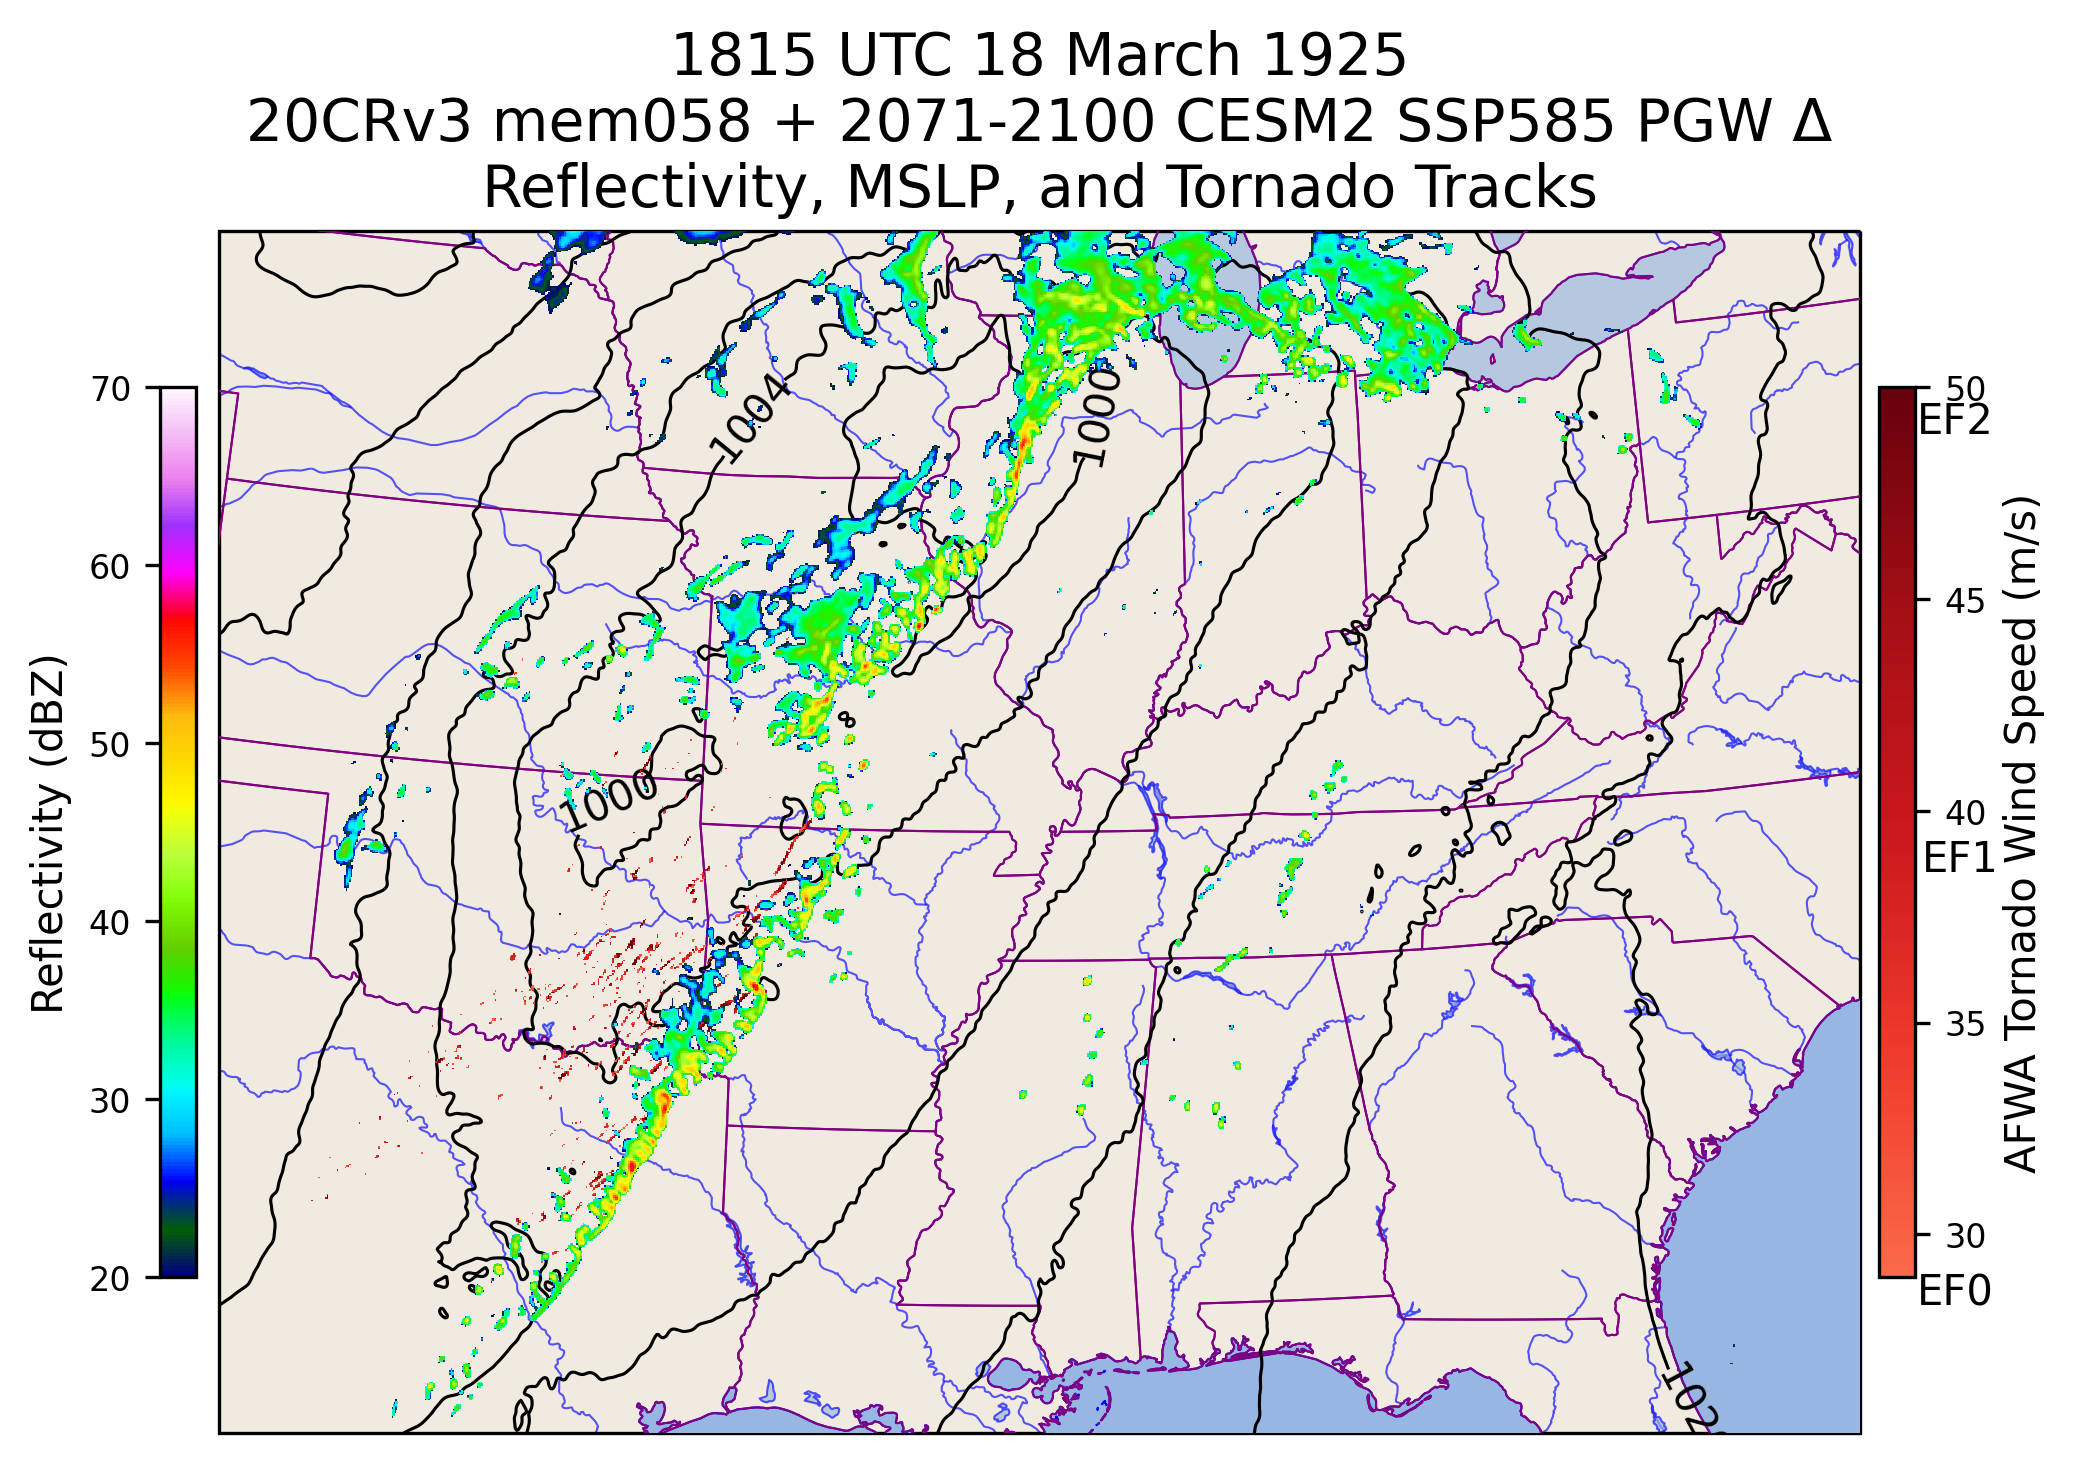 1815 UTC 18 March 1925
20CRv3 mem058 + 2071-2100 CESM2 SSP585 PGW Δ
Reflectivity, MSLP, and Tornado Tracks
Reflectivity (dBZ)
70
60
50
40
30
20
1004
1000
1000
50
EF2
45
40
EF1
35
30
EF0
AFWA Tornado Wind Speed (m/s)